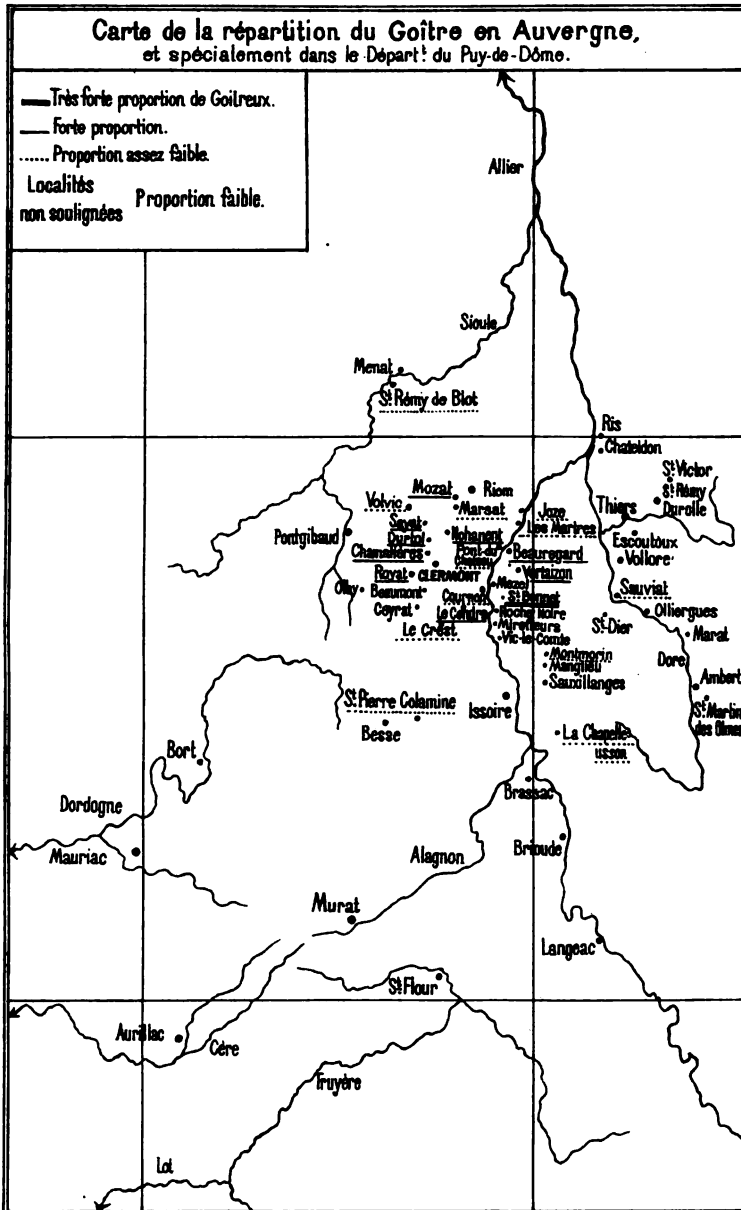 Carte de la répartition du Goître en Auvergne,
et spécialement dans le Départ.t du Puy-de-Dôme.
Très forte proportion de Goitreux.
Forte proportion.
Proportion assez faible.
Localités
non soulignées
Proportion faible.
Allier
Sioule
Menat
St Rémy de Blot
Ris
Chateldon
St Victor
St Rémy
Durolle
Mozat
Riom
Volvic
Marsat
Joze
Thiers
Les Martres
Sayat
Nohanent
Pontgibaud
Durtol
Escoutoux
Chamalières
Pont-du
Beauregard
Vollore
Royat
CLERMONT
Vertaizon
Mezel
Sauviat
Olby
Beaumont
Cournon
St Bonnet
Olliergues
Ceyrat
Le Cendre
Roche Noire
St Dier
Mirefleurs
Marat
Le Crest
Vic-le-Comte
Montmorin
Dore
Manglieu
Ambert
Sauxillanges
St Pierre Colamine
Issoire
St Martin
des Olmes
Besse
La Chapelle
usson
Bort
Brassac
Dordogne
Mauriac
Alagnon
Brioude
Murat
Langeac
St Flour
Aurillac
Cère
Truyère
Lot